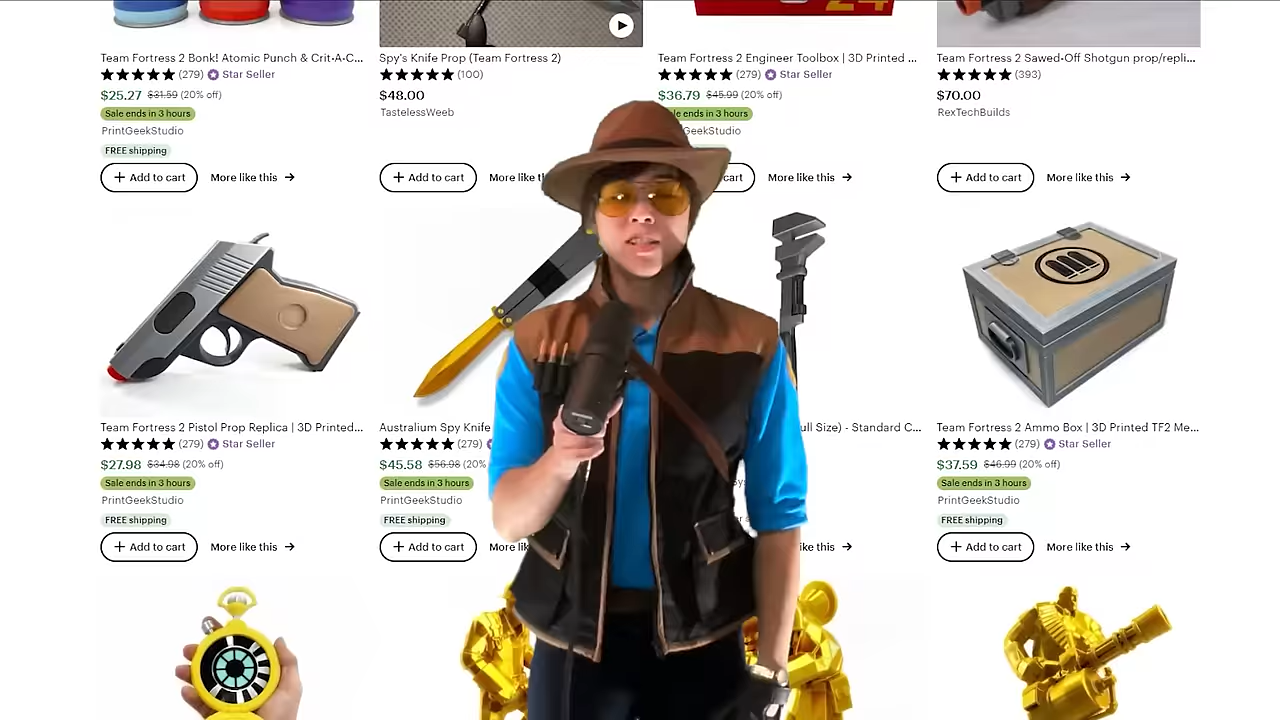 24
Team Fortress 2 Bonk! Atomic Punch & Crit-A-C...
(279) Star Seller
$25.27 $31.59 (20% off)
Sale ends in 3 hours
PrintGeekStudio
FREE shipping
+ Add to cart More like this →
Spy's Knife Prop (Team Fortress 2)
(100)
$48.00
TastelessWeeb
+ Add to cart More like
Team Fortress 2 Engineer Toolbox | 3D Printed ...
(279) Star Seller
$36.79 $45.99 (20% off)
ends in 3 hours
GeekStudio
cart More like this →
Team Fortress 2 Sawed-Off Shotgun prop/repli...
(393)
$70.00
RexTechBuilds
+ Add to cart More like this →
Team Fortress 2 Pistol Prop Replica | 3D Printed...
(279) Star Seller
$27.98 $34.98 (20% off)
Sale ends in 3 hours
PrintGeekStudio
FREE shipping
+ Add to cart More like this →
Australium Spy Knife
(279)
$45.58 $56.98 (20%
Sale ends in 3 hours
PrintGeekStudio
FREE shipping
+ Add to cart More
Size) - Standard C...
this →
Team Fortress 2 Ammo Box | 3D Printed TF2 Me...
(279) Star Seller
$37.59 $46.99 (20% off)
Sale ends in 3 hours
PrintGeekStudio
FREE shipping
+ Add to cart More like this →